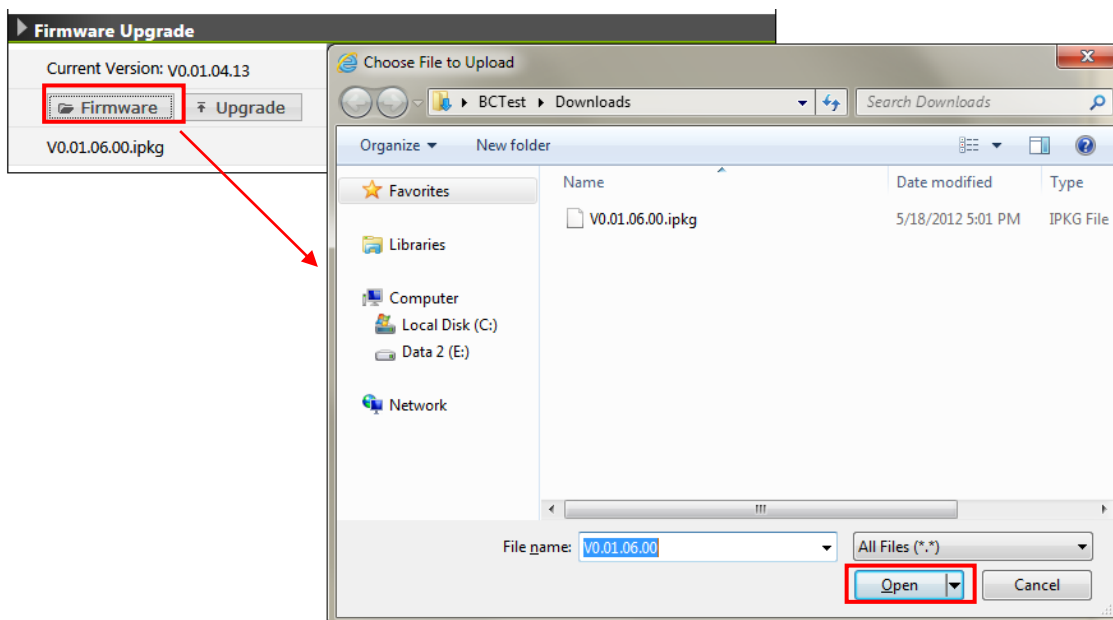 Firmware Upgrade
Current Version: V0.01.04.13
Firmware
Upgrade
V0.01.06.00.ipkg
Choose File to Upload
BCTest
Downloads
Search Downloads
Organize
New folder
Favorites
Libraries
Computer
Local Disk (C:)
Data 2 (E:)
Network
Name
Date modified
Type
V0.01.06.00.ipkg
5/18/2012 5:01 PM
IPKG File
File name:
V0.01.06.00
All Files (*.*)
Open
Cancel